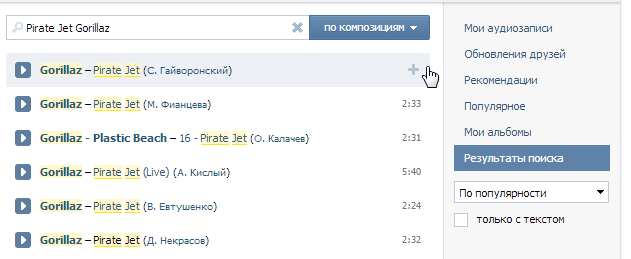 Pirate Jet Gorillaz
по композициям
Gorillaz – Pirate Jet (С. Гайворонский)
Gorillaz – Pirate Jet (М. Фианцева) 2:33
Gorillaz - Plastic Beach – 16 - Pirate Jet (О. Калачев) 2:31
Gorillaz – Pirate Jet (Live) (А. Кислый) 5:40
Gorillaz – Pirate Jet (В. Евтушенко) 2:24
Gorillaz – Pirate Jet (Д. Некрасов) 2:32
Мои аудиозаписи
Обновления друзей
Рекомендации
Популярное
Мои альбомы
Результаты поиска
По популярности
только с текстом